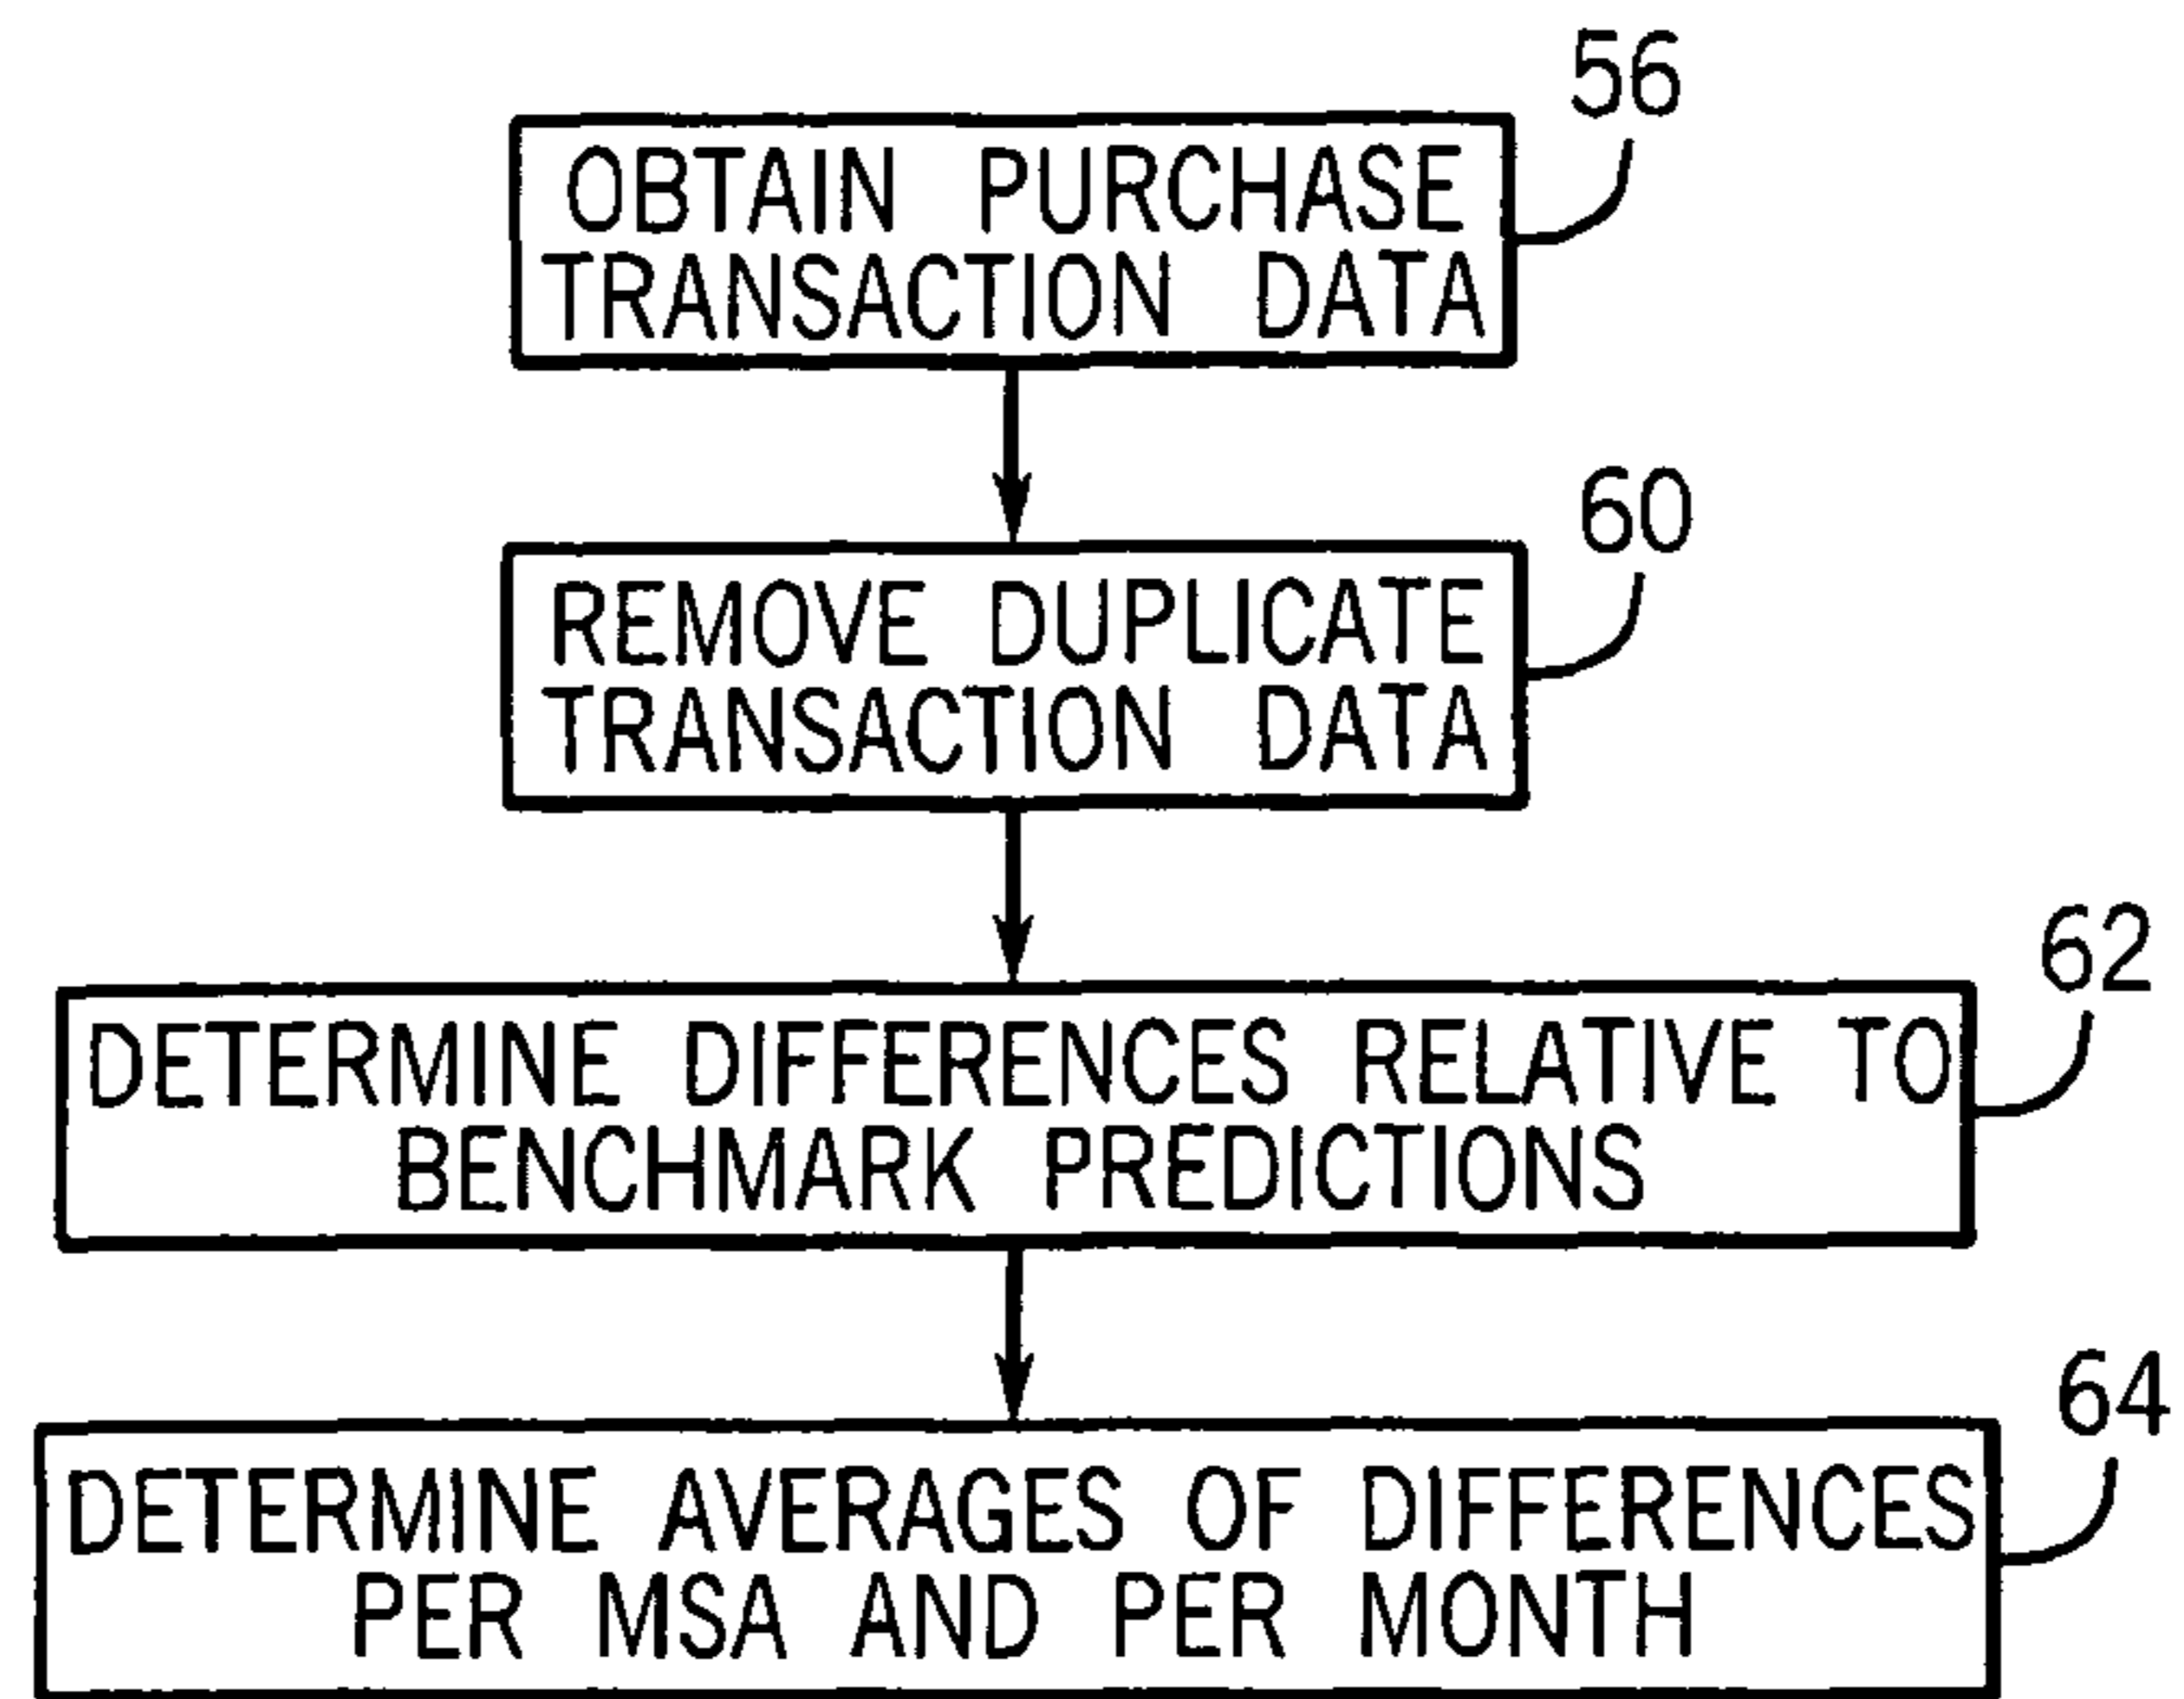 56
OBTAIN PURCHASE
TRANSACTION DATA
60
REMOVE DUPLICATE
TRANSACTION DATA
62
DETERMINE DIFFERENCES RELATIVE TO
BENCHMARK PREDICTIONS
64
DETERMINE AVERAGES OF DIFFERENCES
PER MSA AND PER MONTH